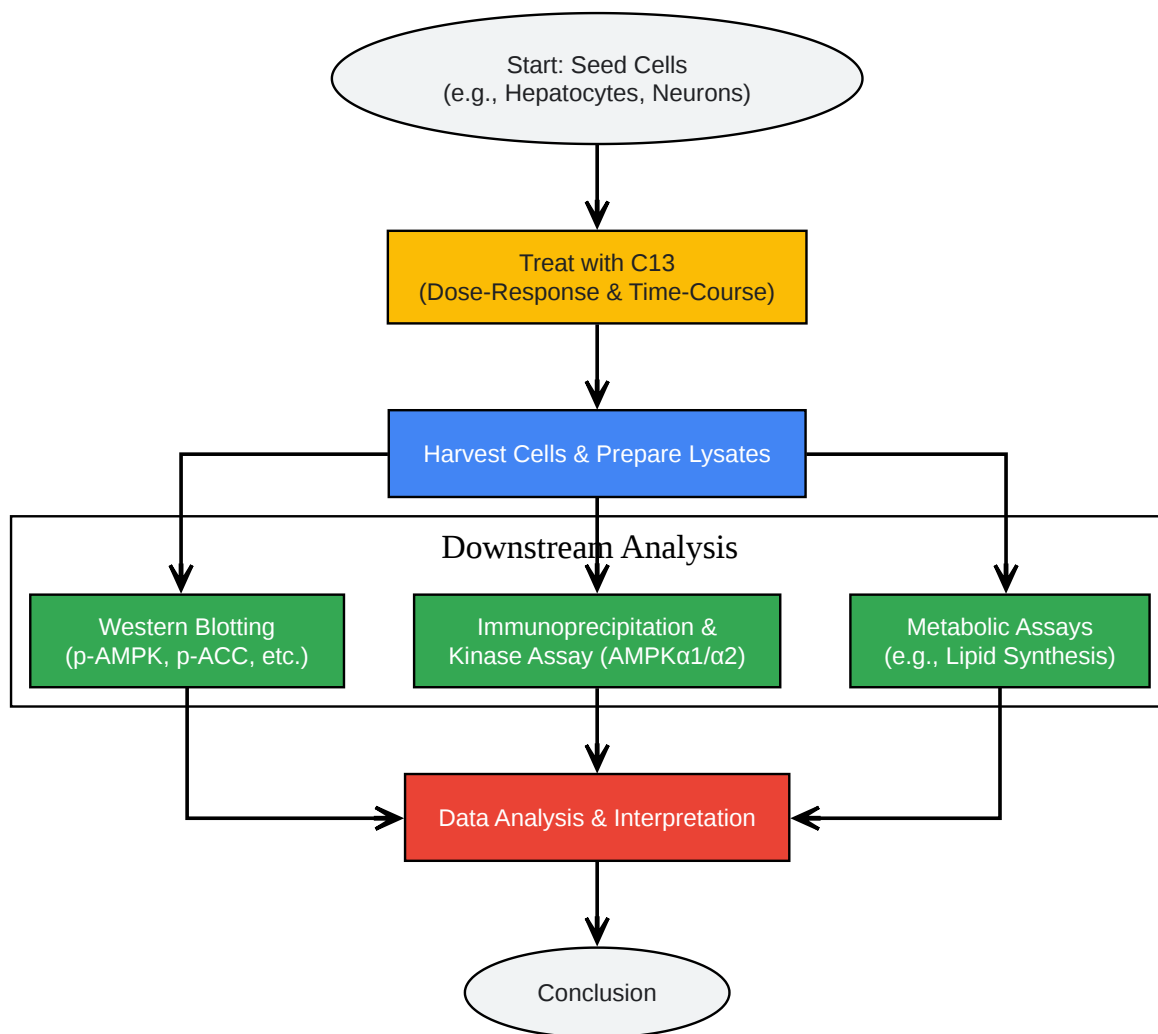 Start: Seed Cells
(e.g., Hepatocytes, Neurons)
Treat with C13
(Dose-Response & Time-Course)
Harvest Cells & Prepare Lysates
Downstream Analysis
Western Blotting
(p-AMPK, p-ACC, etc.)
Immunoprecipitation &
Kinase Assay (AMPKα1/α2)
Metabolic Assays
(e.g., Lipid Synthesis)
Data Analysis & Interpretation
Conclusion